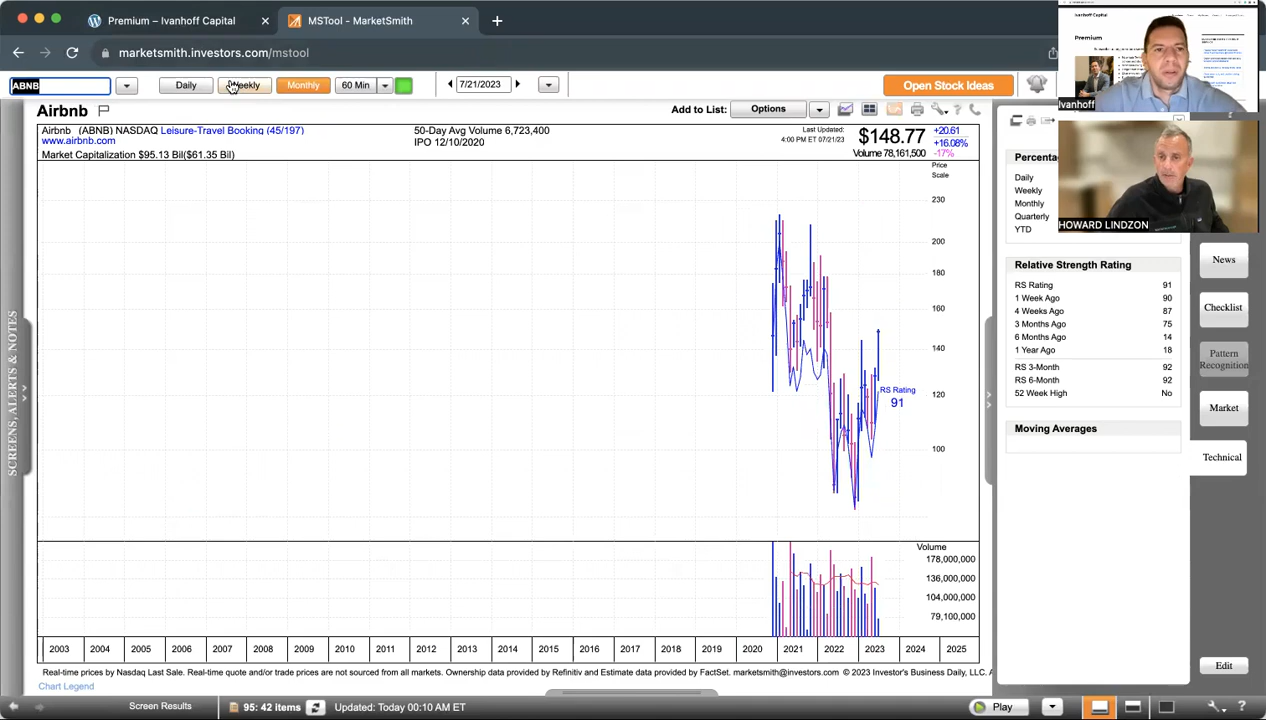 Premium – Ivanhoff Capital
MSTool - MarketSmith
marketsmith.investors.com/mstool
ABNB
Daily
Monthly
60 Min
7/21/2023
Open Stock Ideas
Airbnb
Add to List:
Options
Airbnb (ABNB) NASDAQ Leisure-Travel Booking (45/197)
www.airbnb.com
Market Capitalization $95.13 Bil($61.35 Bil)
50-Day Avg Volume 6,723,400
IPO 12/10/2020
Last Updated:
4:00 PM ET 07/21/23
$148.77
Volume 78,161,500
+20.61
+16.08%
-17%
Price
Scale
230
200
180
160
140
120
100
RS Rating
91
Volume
178,000,000
136,000,000
104,000,000
79,100,000
2003 2004 2005 2006 2007 2008 2009 2010 2011 2012 2013 2014 2015 2016 2017 2018 2019 2020 2021 2022 2023 2024 2025
Real-time prices by Nasdaq Last Sale. Real-time quote and/or trade prices are not sourced from all markets. Ownership data provided by Refinitiv and Estimate data provided by FactSet. marketsmith@investors.com © 2023 Investor's Business Daily, LLC
Chart Legend
SCREENS, ALERTS & NOTES
Daily
Weekly
Monthly
Quarterly
YTD
Relative Strength Rating
RS Rating 91
1 Week Ago 90
4 Weeks Ago 87
3 Months Ago 75
6 Months Ago 14
1 Year Ago 18
RS 3-Month 92
RS 6-Month 92
52 Week High No
Moving Averages
Ivanhoff Capital
Premium
Ivanhoff
HOWARD LINDZON
News
Checklist
Pattern
Recognition
Market
Technical
Edit
Screen Results
95: 42 items
Updated: Today 00:10 AM ET
Play